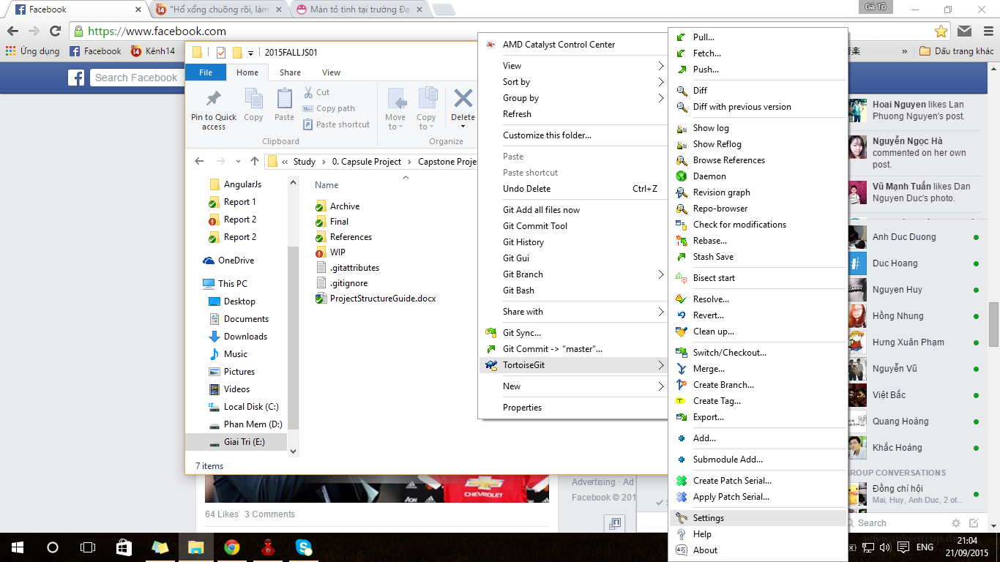 Facebook
"Hổ xổng chuồng rồi, làm
Màn tỏ tình tại trường Đạ
Gà Tồ
https://www.facebook.com
Ứng dụng
Facebook
Kênh14
音楽
»
Dấu trang khác
Search Facebook
2015FALLJS01
File
Home
Share
View
Pin to Quick access
Copy
Paste
Cut
Copy path
Paste shortcut
Clipboard
Move to
Copy to
Delete
Organize
«
Study
0. Capsule Project
Capstone Proje
AngularJs
Report 1
Report 2
Report 2
OneDrive
This PC
Desktop
Documents
Downloads
Music
Pictures
Videos
Local Disk (C:)
Phan Mem (D:)
Giai Tri (E:)
7 items
Name
Archive
Final
References
WIP
.gitattributes
.gitignore
ProjectStructureGuide.docx
AMD Catalyst Control Center
View
Sort by
Group by
Refresh
Customize this folder...
Paste
Paste shortcut
Undo Delete Ctrl+Z
Git Add all files now
Git Commit Tool
Git History
Git Gui
Git Branch
Git Bash
Share with
Git Sync...
Git Commit -> "master"...
TortoiseGit
New
Properties
Pull...
Fetch...
Push...
Diff
Diff with previous version
Show log
Show Reflog
Browse References
Daemon
Revision graph
Repo-browser
Check for modifications
Rebase...
Stash Save
Bisect start
Resolve...
Revert...
Clean up...
Switch/Checkout...
Merge...
Create Branch...
Create Tag...
Export...
Add...
Submodule Add...
Create Patch Serial...
Apply Patch Serial...
Settings
Help
About
Hoai Nguyen likes Lan
Phuong Nguyen's post.
Nguyễn Ngọc Hà
commented on her own
post.
Vũ Mạnh Tuấn likes Dan
Nguyen Duc's photo.
Anh Duc Duong
Duc Hoang
Nguyen Huy
Hồng Nhung
Hưng Xuân Phạm
Nguyễn Vũ
Việt Bắc
Quang Hoảng
Khắc Hoảng
GROUP CONVERSATIONS
Đồng chí hội
Mai, Huy, Anh Duc, 2 ot...
Search
AON
CHEVROLET
64 Likes 3 Comments
Advertising · Ad
Facebook © 201
ENG
21:04
21/09/2015